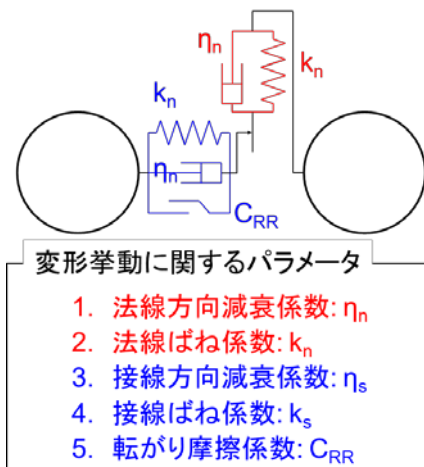 ηn
kn
kn
ηn
CRR
変形挙動に関するパラメータ
1. 法線方向減衰係数: ηn
2. 法線ばね係数: kn
3. 接線方向減衰係数: ηs
4. 接線ばね係数: ks
5. 転がり摩擦係数: CRR